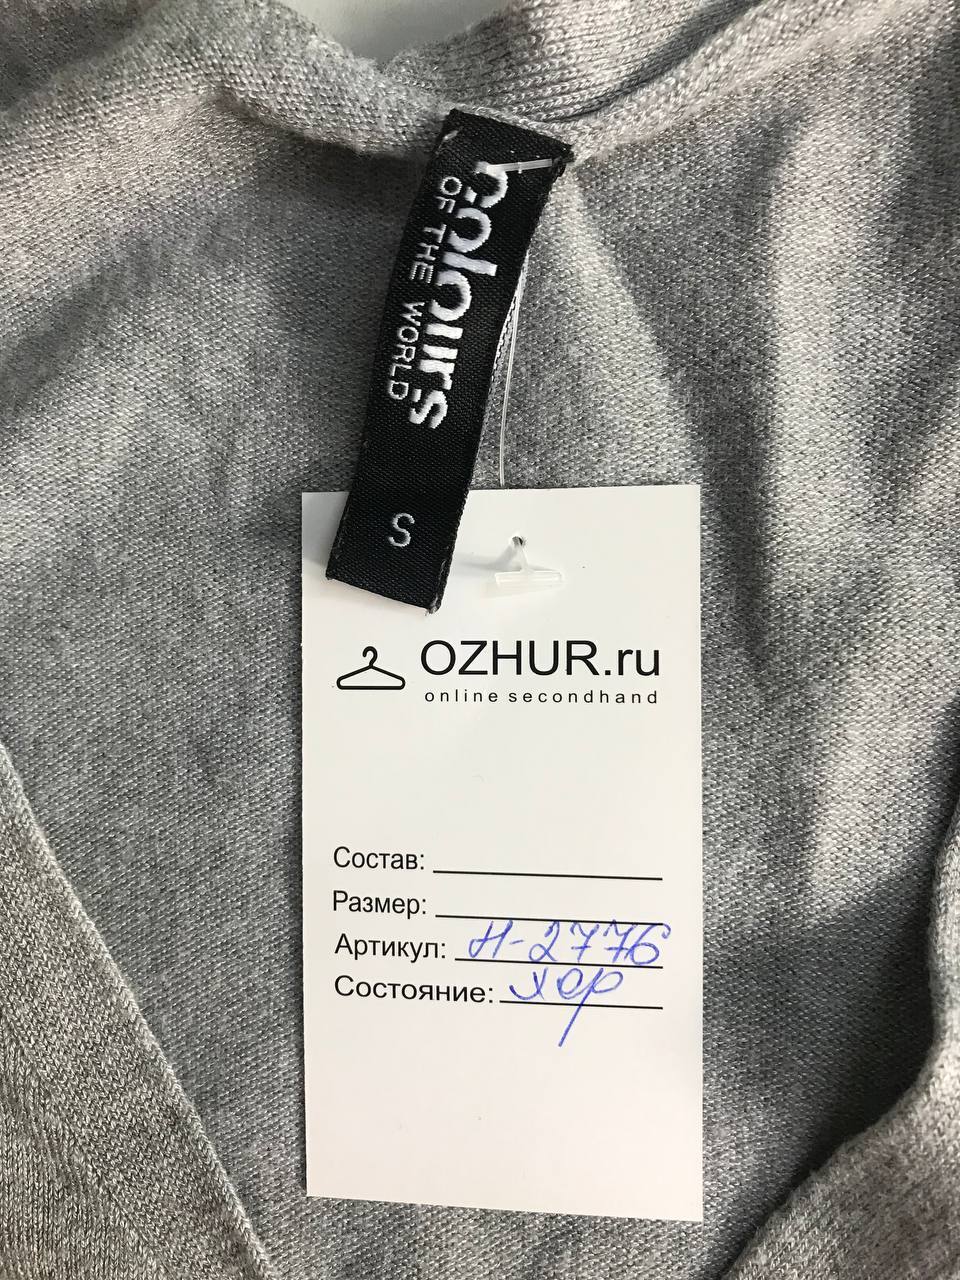 colours
OF THE WORLD
S
OZHUR.ru
online secondhand
Состав:
Размер:
Артикул: Н-2776
Состояние: хор